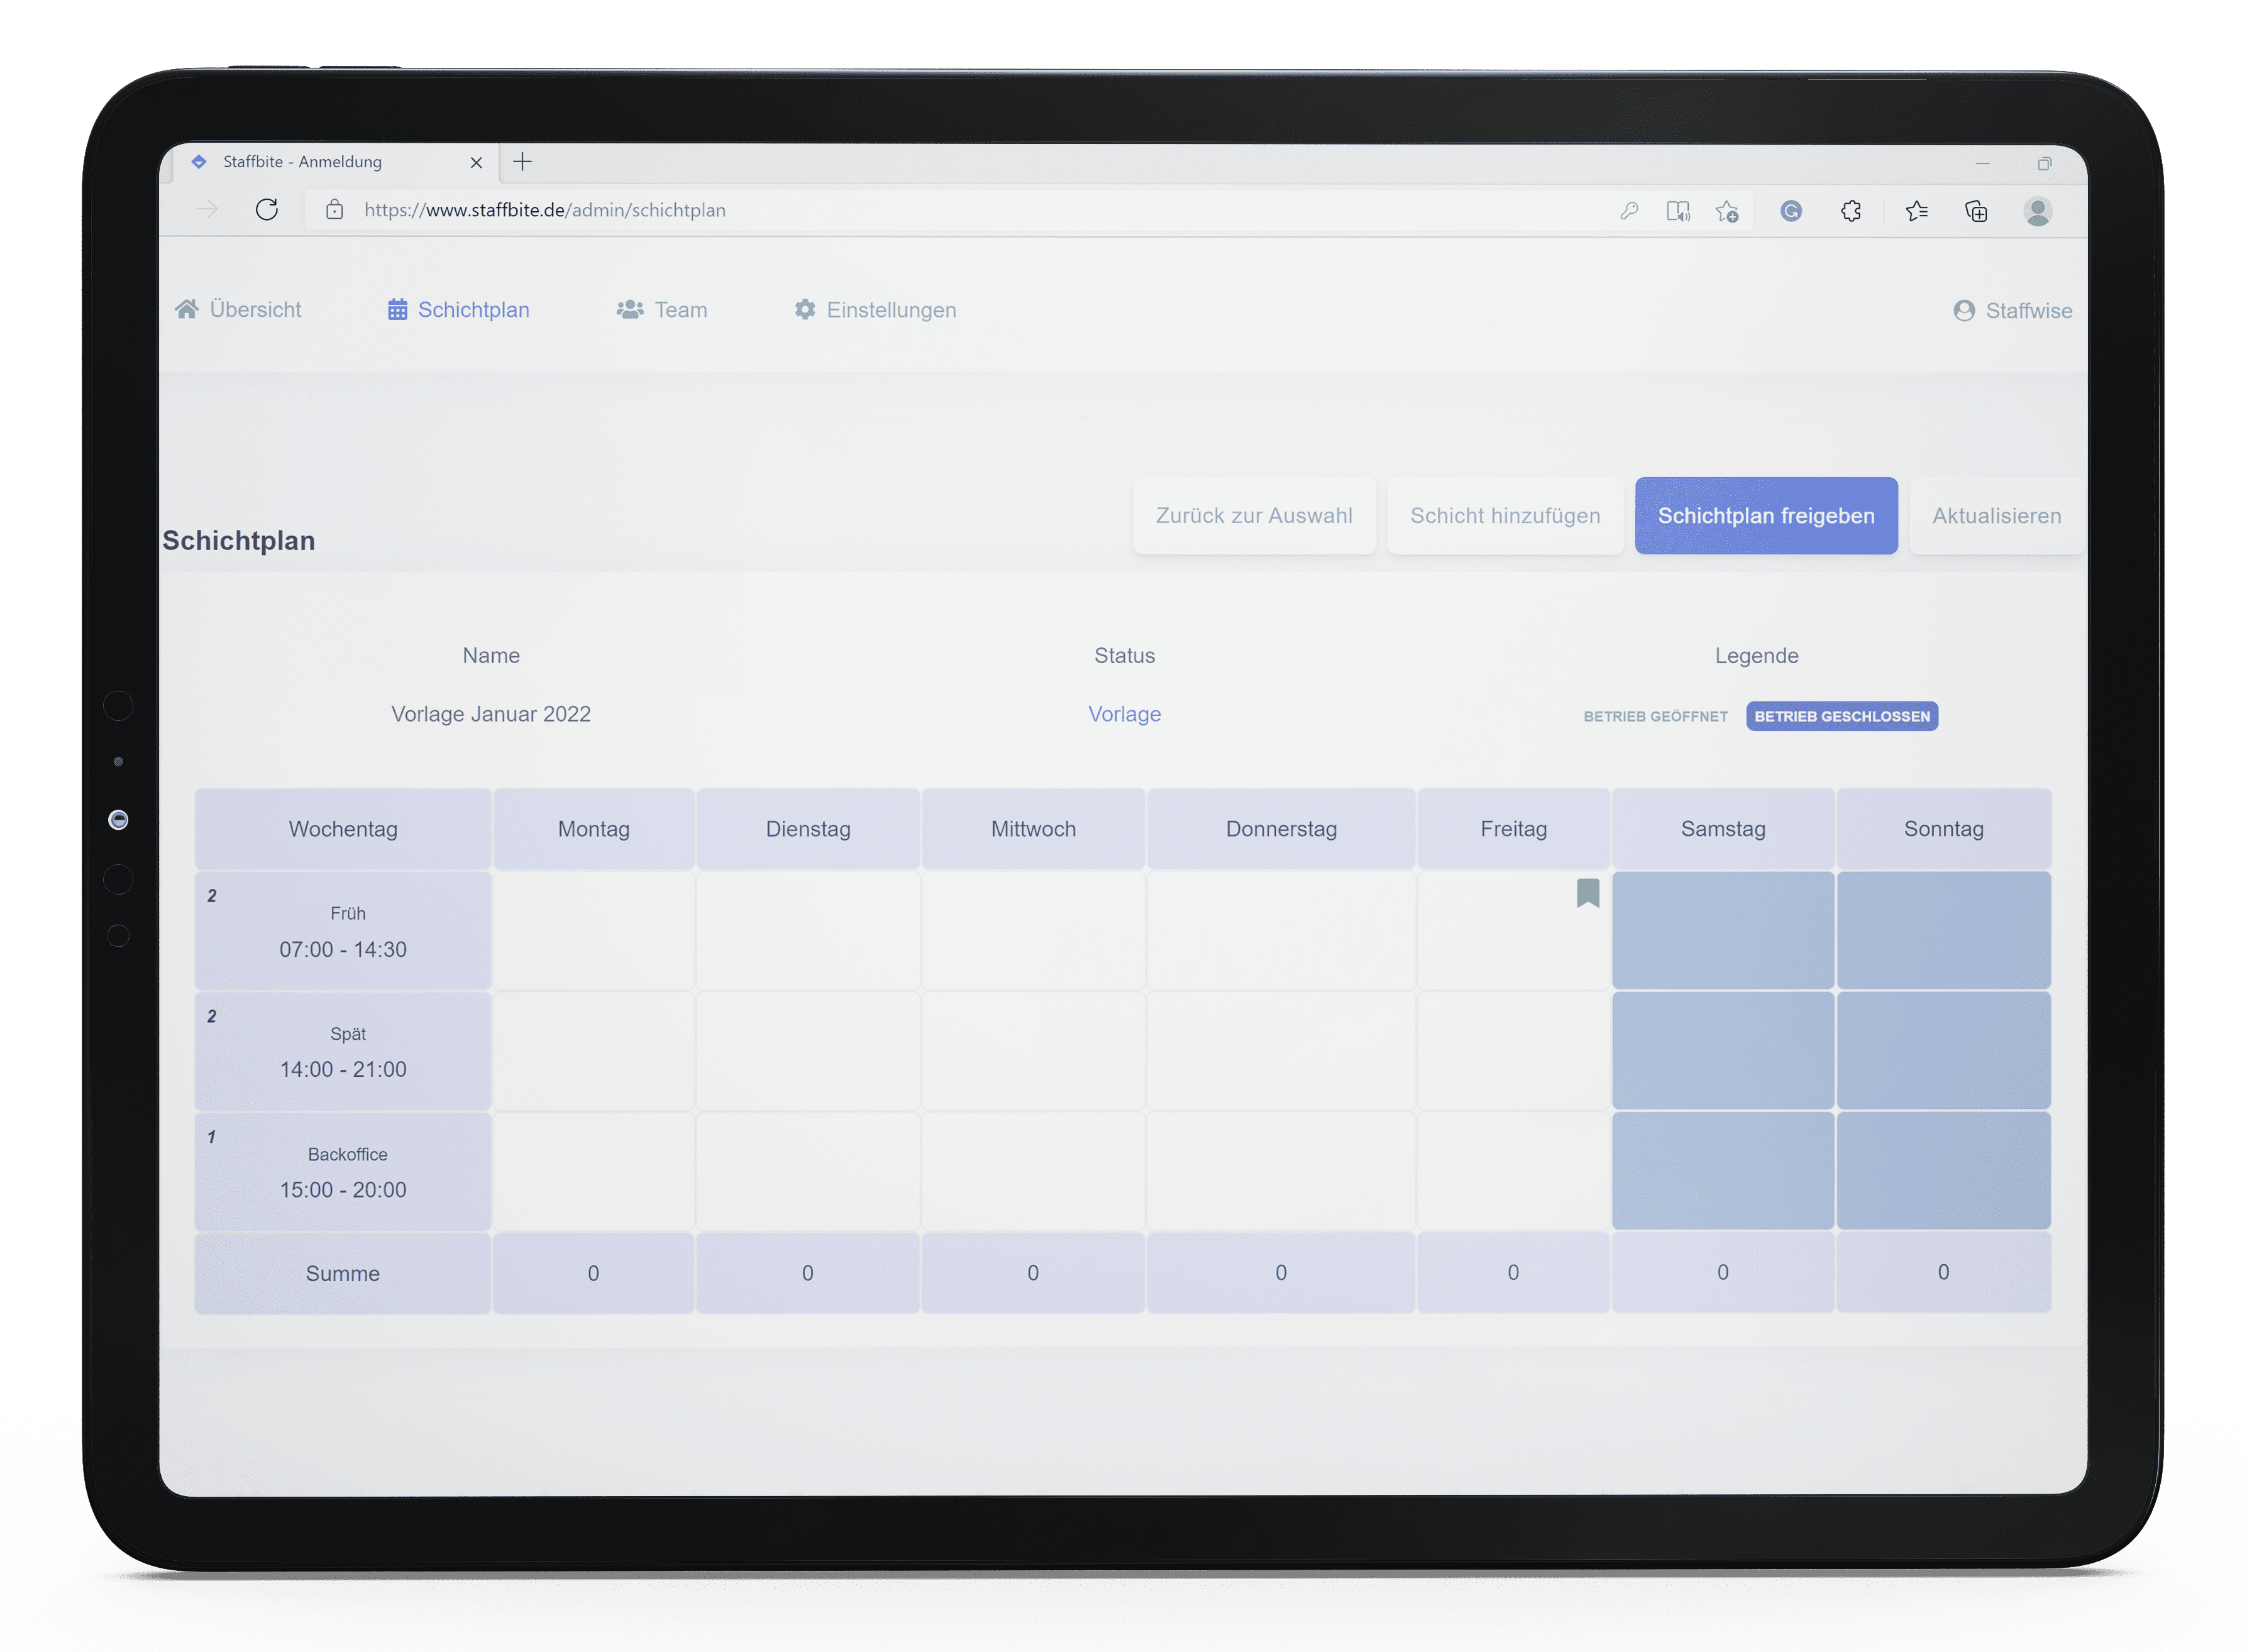 Staffbite - Anmeldung
https://www.staffbite.de/admin/schichtplan
Übersicht Schichtplan Team Einstellungen Staffwise
Zurück zur Auswahl Schicht hinzufügen Schichtplan freigeben Aktualisieren
Schichtplan
Name Status Legende
Vorlage Januar 2022 Vorlage BETRIEB GEÖFFNET BETRIEB GESCHLOSSEN
Wochentag Montag Dienstag Mittwoch Donnerstag Freitag Samstag Sonntag
2
Früh
07:00 - 14:30
2
Spät
14:00 - 21:00
1
Backoffice
15:00 - 20:00
Summe 0 0 0 0 0 0 0